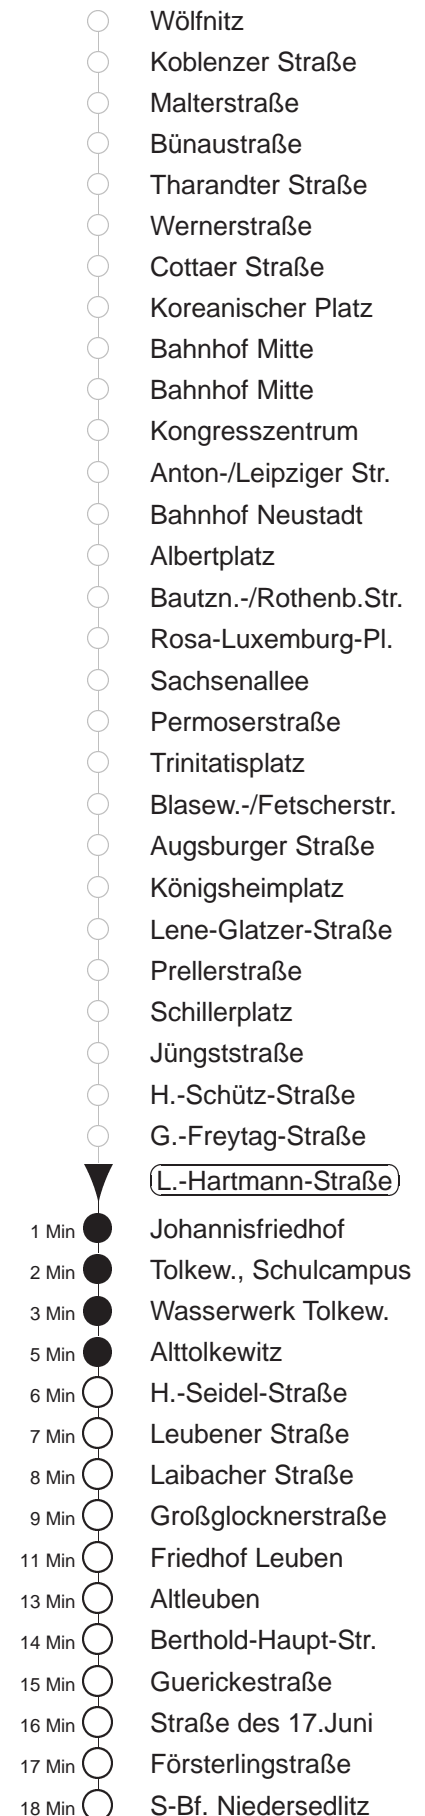 Wölfnitz
Koblenzer Straße
Malterstraße
Bünaustraße
Tharandter Straße
Wernerstraße
Cottaer Straße
Koreanischer Platz
Bahnhof Mitte
Bahnhof Mitte
Kongresszentrum
Anton-/Leipziger Str.
Bahnhof Neustadt
Albertplatz
Bautzn.-/Rothenb.Str.
Rosa-Luxemburg-Pl.
Sachsenallee
Permoserstraße
Trinitatisplatz
Blasew.-/Fetscherstr.
Augsburger Straße
Königsheimplatz
Lene-Glatzer-Straße
Prellerstraße
Schillerplatz
Jüngststraße
H.-Schütz-Straße
G.-Freytag-Straße
L.-Hartmann-Straße
1 Min Johannisfriedhof
2 Min Tolkew., Schulcampus
3 Min Wasserwerk Tolkew.
5 Min Alttolkewitz
6 Min H.-Seidel-Straße
7 Min Leubener Straße
8 Min Laibacher Straße
9 Min Großglocknerstraße
11 Min Friedhof Leuben
13 Min Altleuben
14 Min Berthold-Haupt-Str.
15 Min Guerickestraße
16 Min Straße des 17.Juni
17 Min Försterlingstraße
18 Min S-Bf. Niedersedlitz